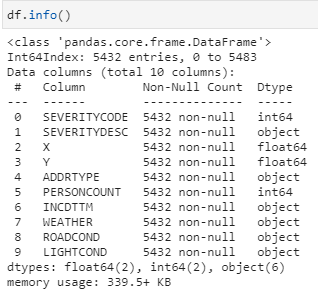 df.info()
<class 'pandas.core.frame.DataFrame'>
Int64Index: 5432 entries, 0 to 5483
Data columns (total 10 columns):
 #   Column        Non-Null Count  Dtype
---  ------        --------------  -----
 0   SEVERITYCODE  5432 non-null   int64
 1   SEVERITYDESC  5432 non-null   object
 2   X             5432 non-null   float64
 3   Y             5432 non-null   float64
 4   ADDRTYPE      5432 non-null   object
 5   PERSONCOUNT   5432 non-null   int64
 6   INCDTTM       5432 non-null   object
 7   WEATHER       5432 non-null   object
 8   ROADCOND      5432 non-null   object
 9   LIGHTCOND     5432 non-null   object
dtypes: float64(2), int64(2), object(6)
memory usage: 339.5+ KB